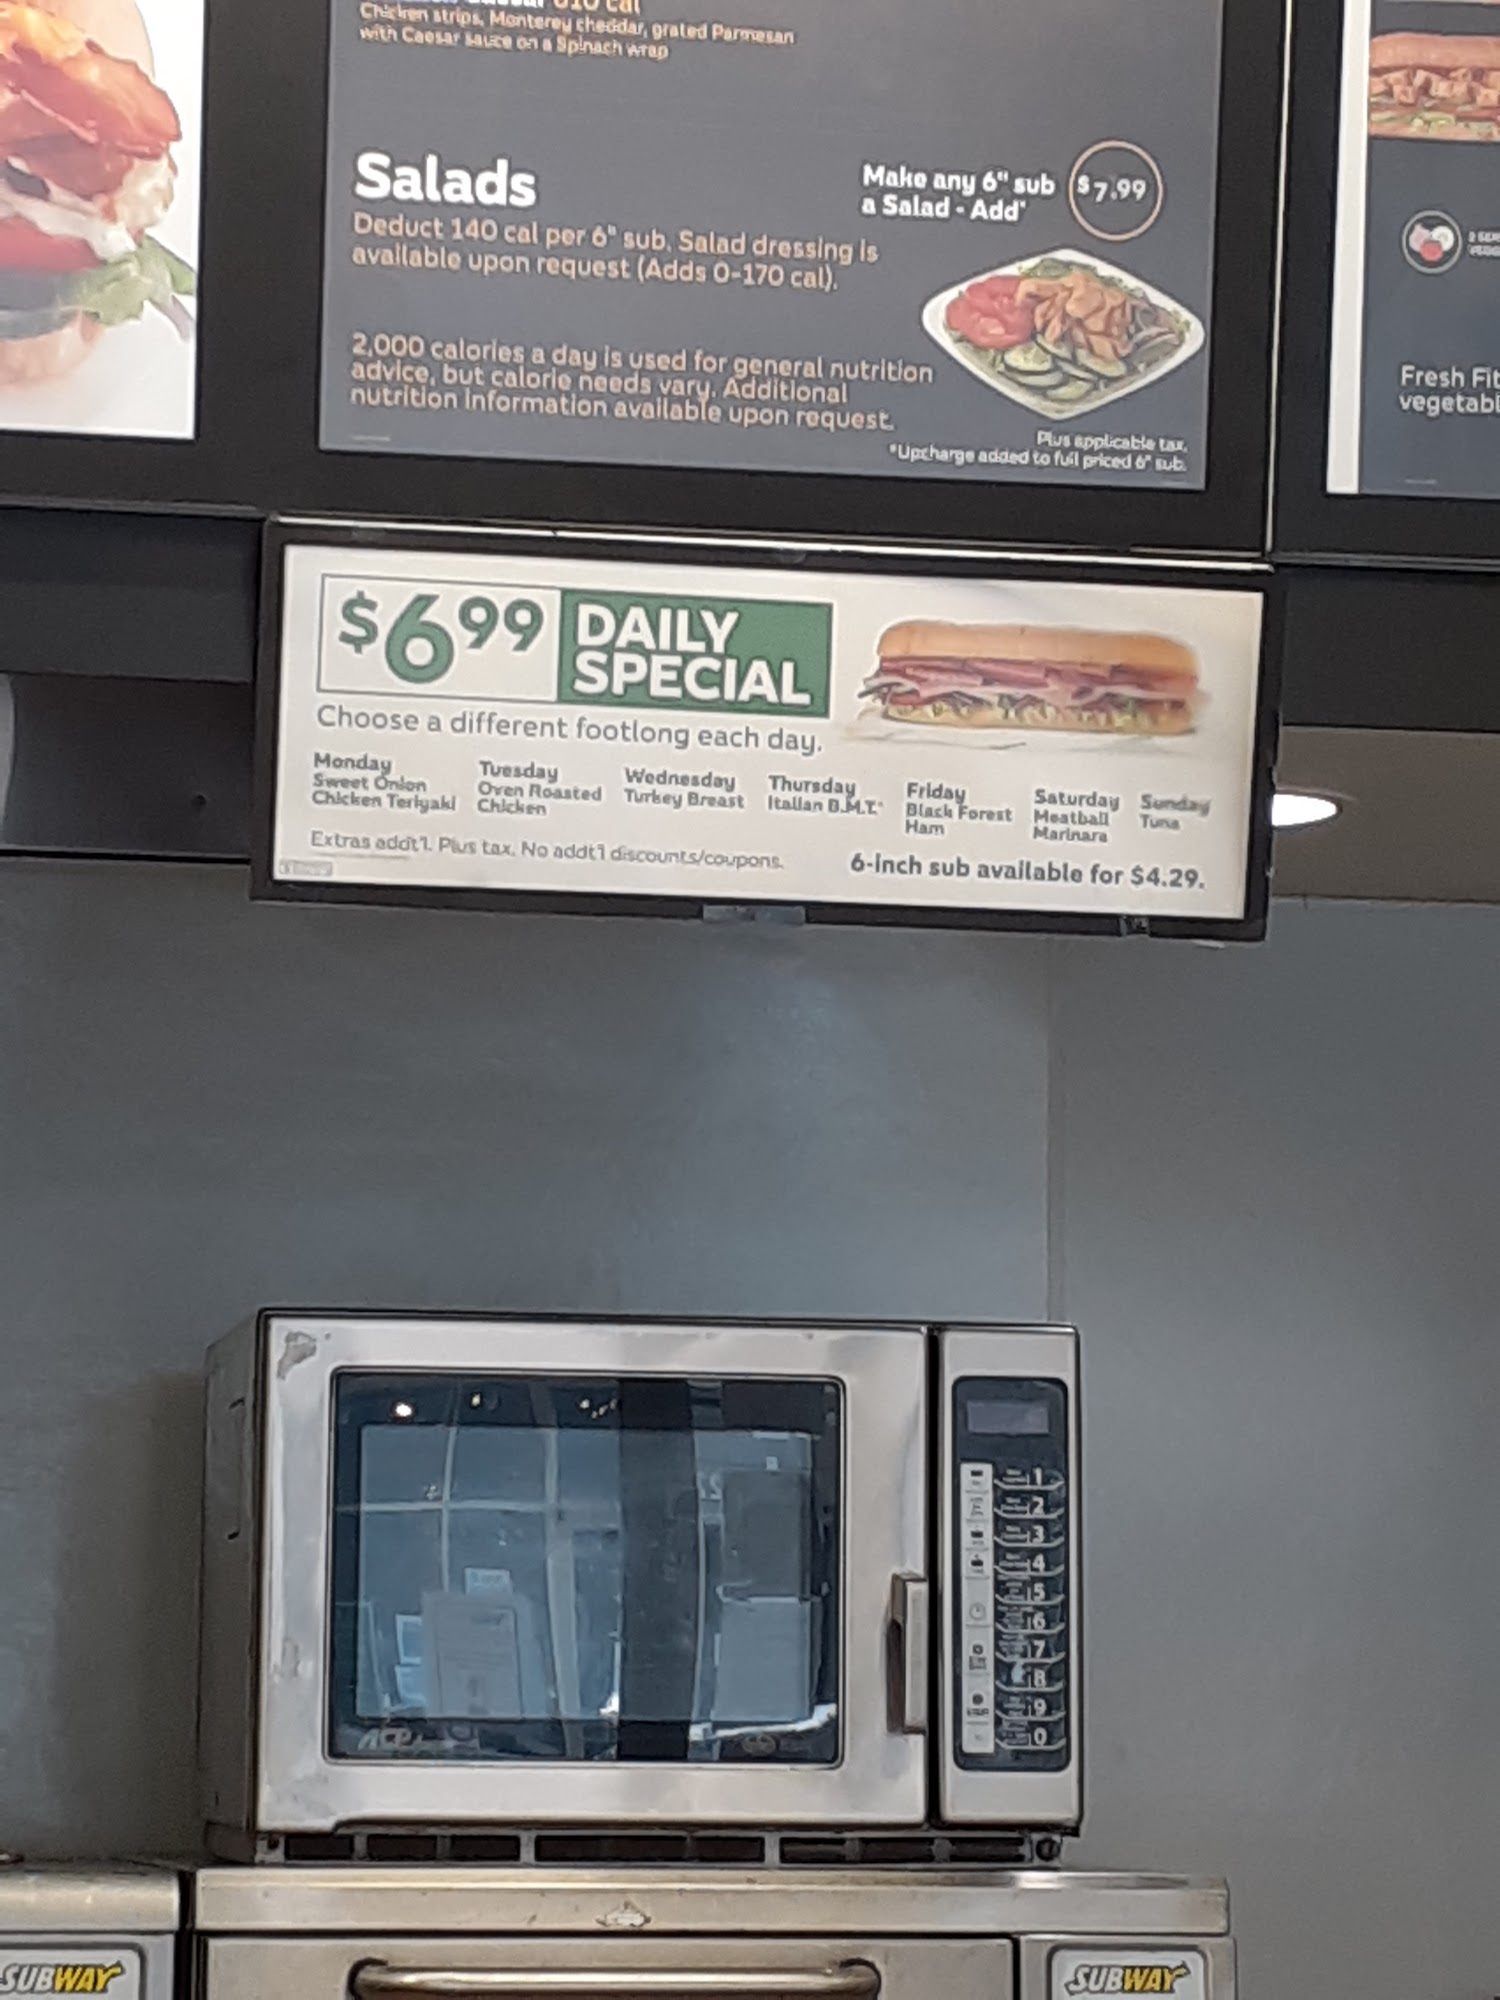 810 cal
Chicken strips, Monterey cheddar, grated Parmesan
with Caesar sauce on a Spinach wrap
Salads
Deduct 140 cal per 6" sub. Salad dressing is
available upon request (Adds 0-170 cal).
Make any 6" sub
a Salad - Add*
$7.99
2,000 calories a day is used for general nutrition
advice, but calorie needs vary. Additional
nutrition information available upon request.
Plus applicable tax.
*Upcharge added to full priced 6" sub.
Fresh Fit
vegetabl
$6.99
DAILY
SPECIAL
Choose a different footlong each day.
Monday
Sweet Onion
Chicken Teriyaki
Tuesday
Oven Roasted
Chicken
Wednesday
Turkey Breast
Thursday
Italian B.M.T.*
Friday
Black Forest
Ham
Saturday
Meatball
Marinara
Sunday
Tuna
Extras addt'l. Plus tax. No addt'l discounts/coupons.
6-inch sub available for $4.29.
1
2
3
4
5
6
7
8
9
0
SUBWAY
SUBWAY